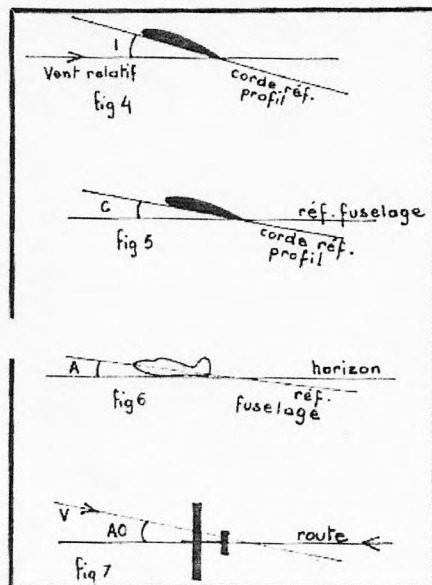 I
Vent relatif
corde réf.
profil
fig 4
C
réf. fuselage
fig 5
corde réf.
profil
A
horizon
fig 6
réf.
fuselage
V
AO
route
fig 7